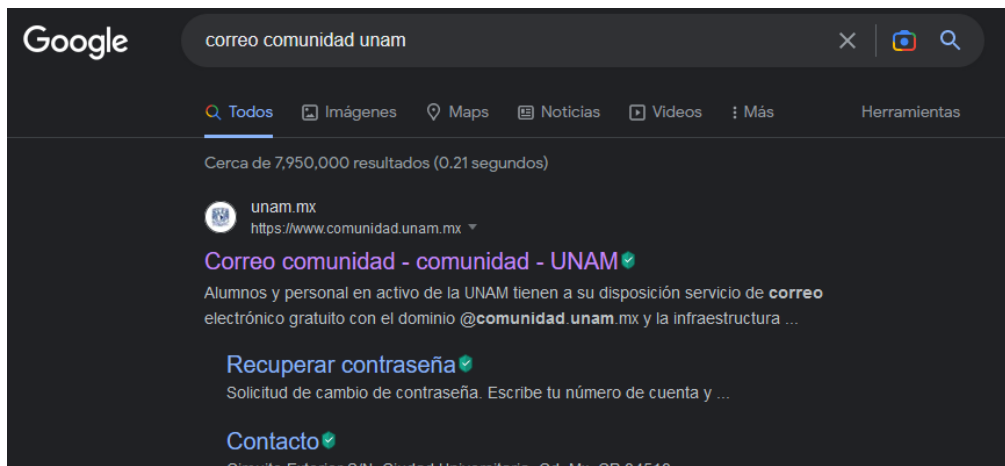 Google
correo comunidad unam
Todos Imágenes Maps Noticias Videos Más Herramientas
Cerca de 7,950,000 resultados (0.21 segundos)
unam.mx
https://www.comunidad.unam.mx
Correo comunidad - comunidad - UNAM
Alumnos y personal en activo de la UNAM tienen a su disposición servicio de correo
electrónico gratuito con el dominio @comunidad.unam.mx y la infraestructura ...
Recuperar contraseña
Solicitud de cambio de contraseña. Escribe tu número de cuenta y ...
Contacto